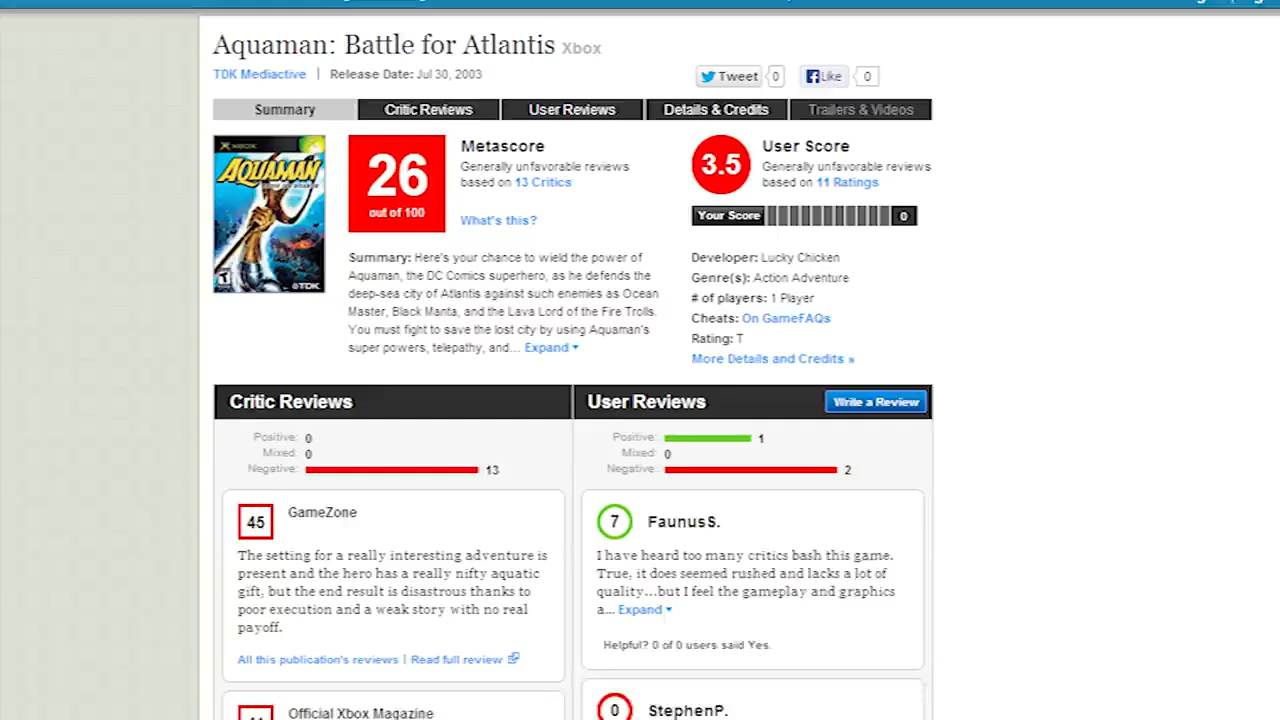 Aquaman: Battle for Atlantis Xbox
TDK Mediactive | Release Date: Jul 30, 2003
Tweet 0 Like 0
Summary Critic Reviews User Reviews Details & Credits Trailers & Videos
XBOX
AQUAMAN
T
TDK
26
out of 100
Metascore
Generally unfavorable reviews
based on 13 Critics
What's this?
3.5
User Score
Generally unfavorable reviews
based on 11 Ratings
Your Score 0
Summary: Here's your chance to wield the power of
Aquaman, the DC Comics superhero, as he defends the
deep-sea city of Atlantis against such enemies as Ocean
Master, Black Manta, and the Lava Lord of the Fire Trolls.
You must fight to save the lost city by using Aquaman's
super powers, telepathy, and... Expand
Developer: Lucky Chicken
Genre(s): Action Adventure
# of players: 1 Player
Cheats: On GameFAQs
Rating: T
More Details and Credits »
Critic Reviews
Positive: 0
Mixed: 0
Negative: 13
45
GameZone
The setting for a really interesting adventure is
present and the hero has a really nifty aquatic
gift, but the end result is disastrous thanks to
poor execution and a weak story with no real
payoff.
All this publication's reviews | Read full review
Official Xbox Magazine
User Reviews
Write a Review
Positive: 1
Mixed: 0
Negative: 2
7
FaunusS.
I have heard too many critics bash this game.
True, it does seemed rushed and lacks a lot of
quality...but I feel the gameplay and graphics
a... Expand
Helpful? 0 of 0 users said Yes.
0
StephenP.